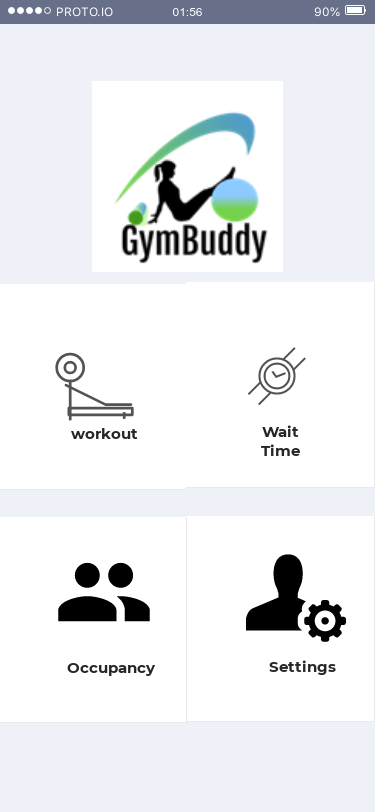 PROTO.IO 01:56 90%
GymBuddy
workout
Wait
Time
Occupancy
Settings